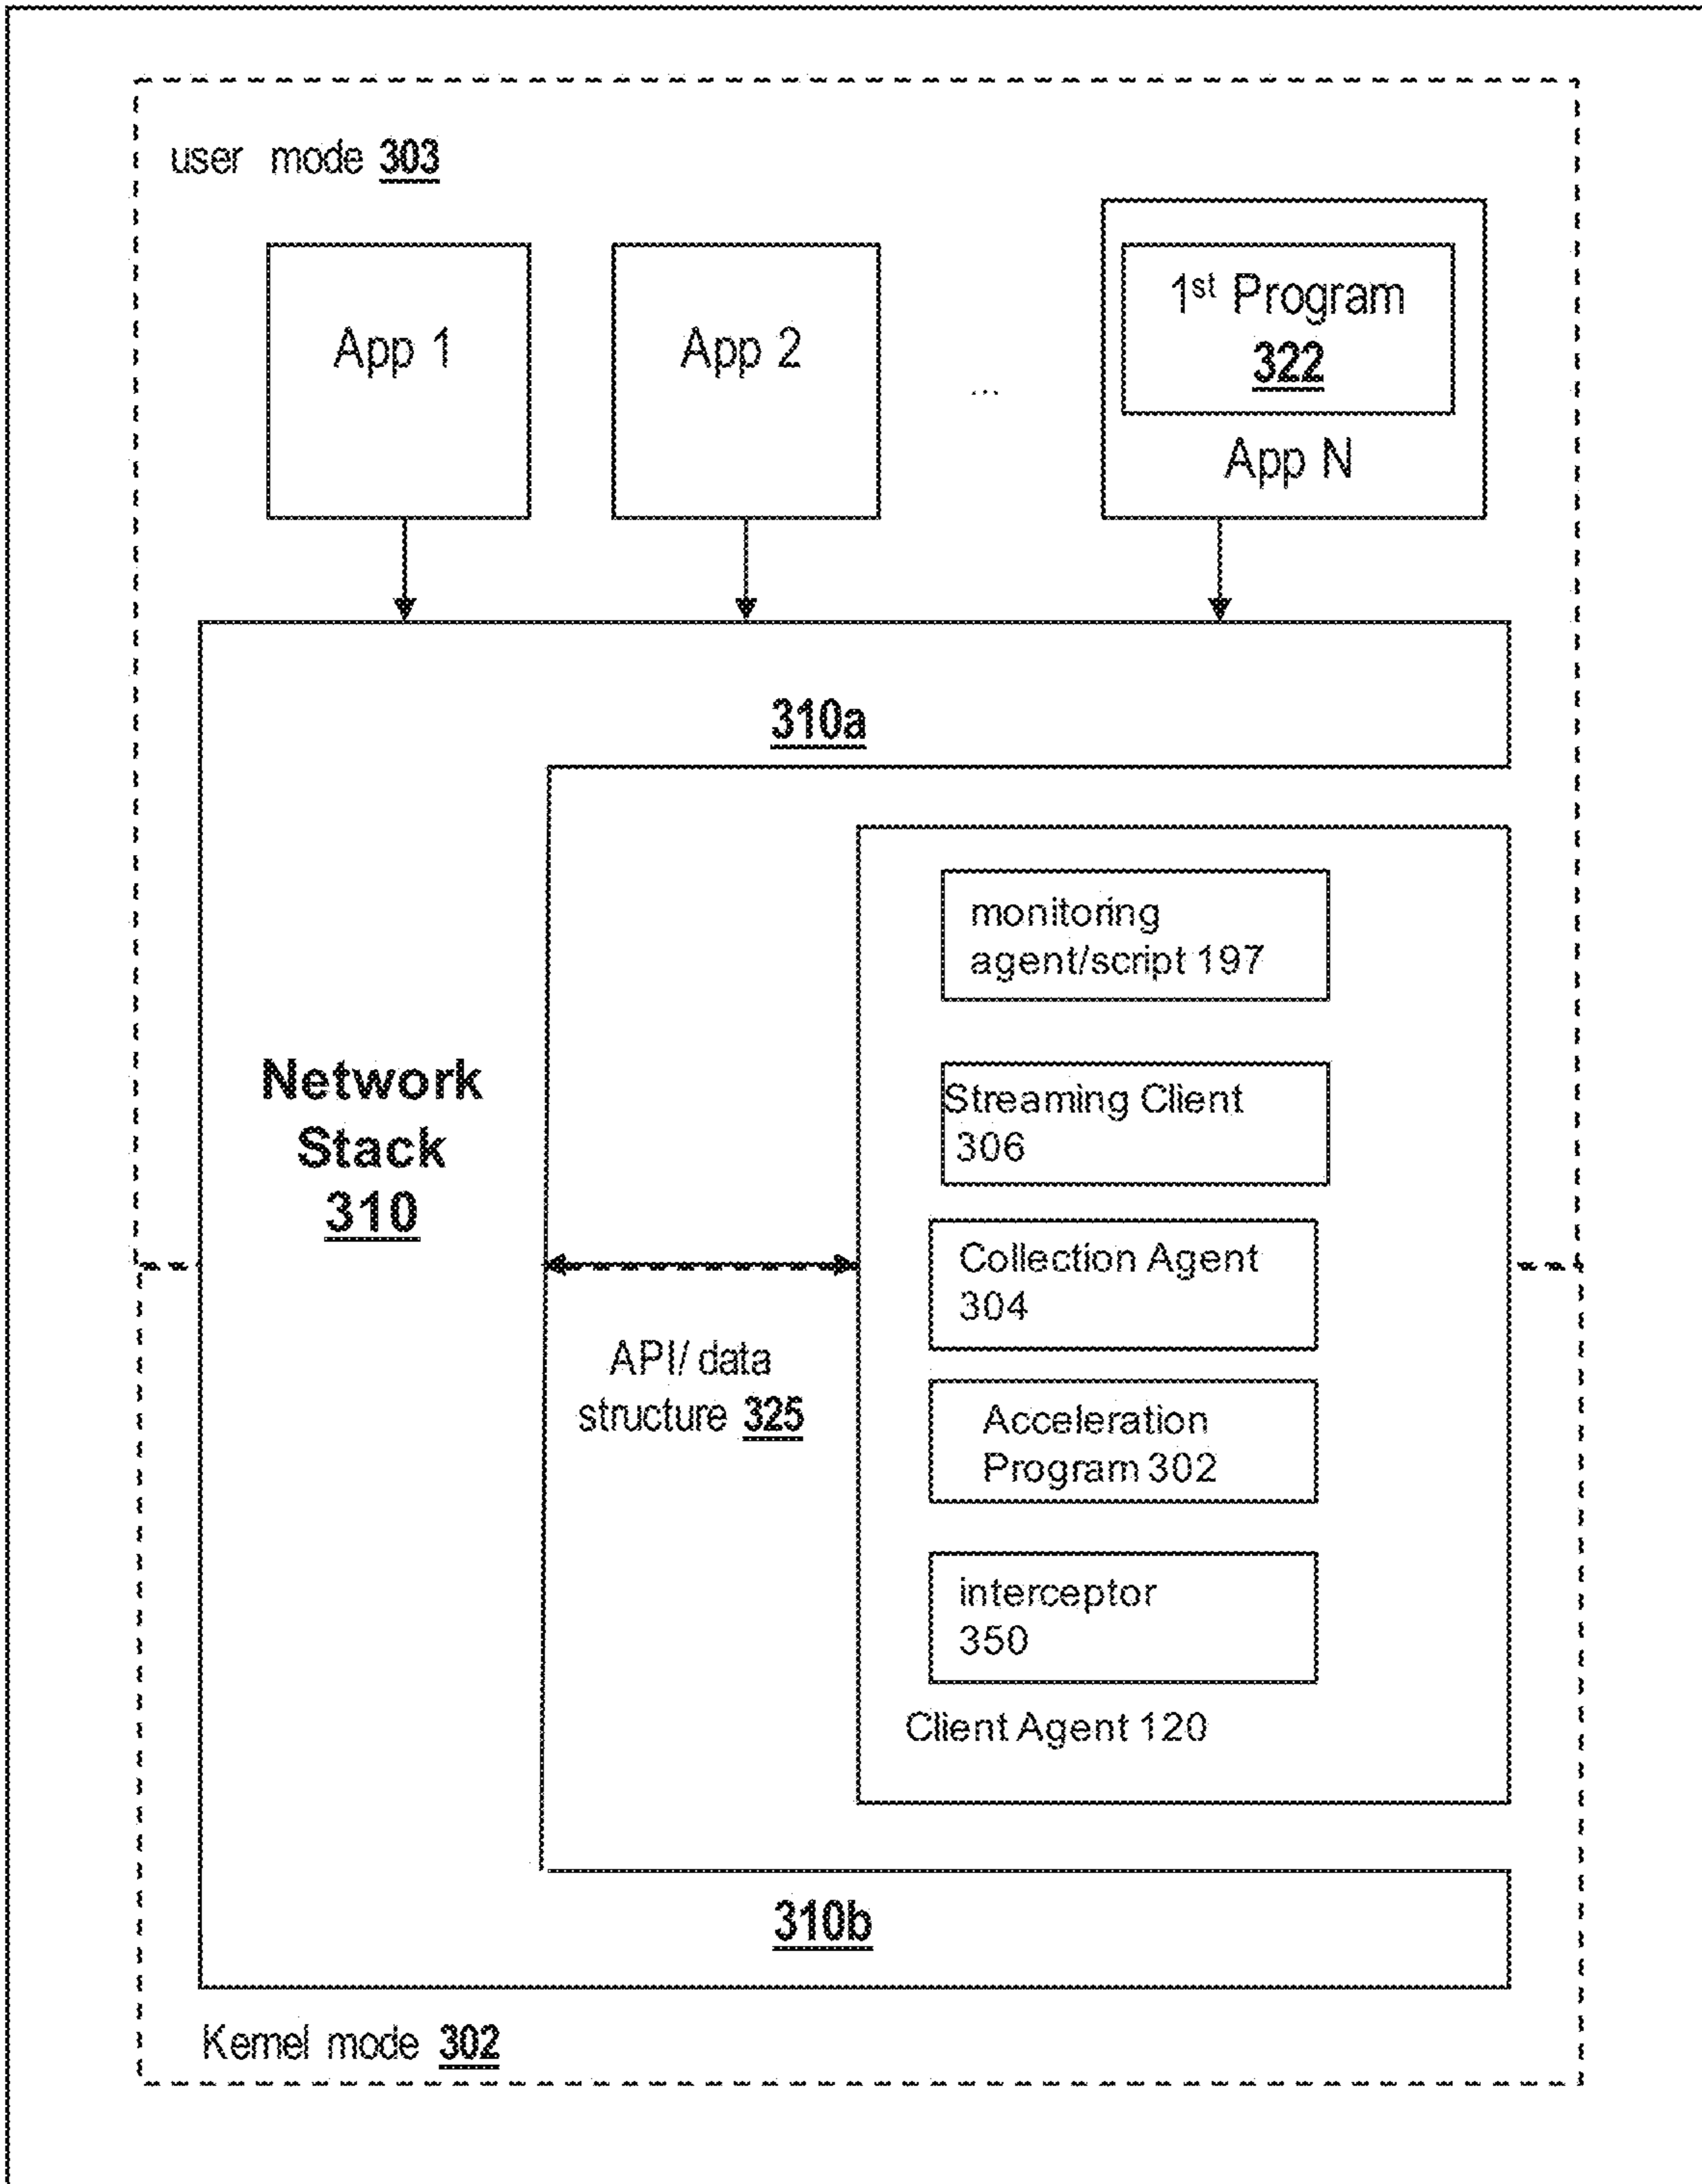 user mode 303
App 1
App 2
...
1st Program
322
App N
310a
Network
Stack
310
API/ data
structure 325
monitoring
agent/script 197
Streaming Client
306
Collection Agent
304
Acceleration
Program 302
interceptor
350
Client Agent 120
310b
Kernel mode 302